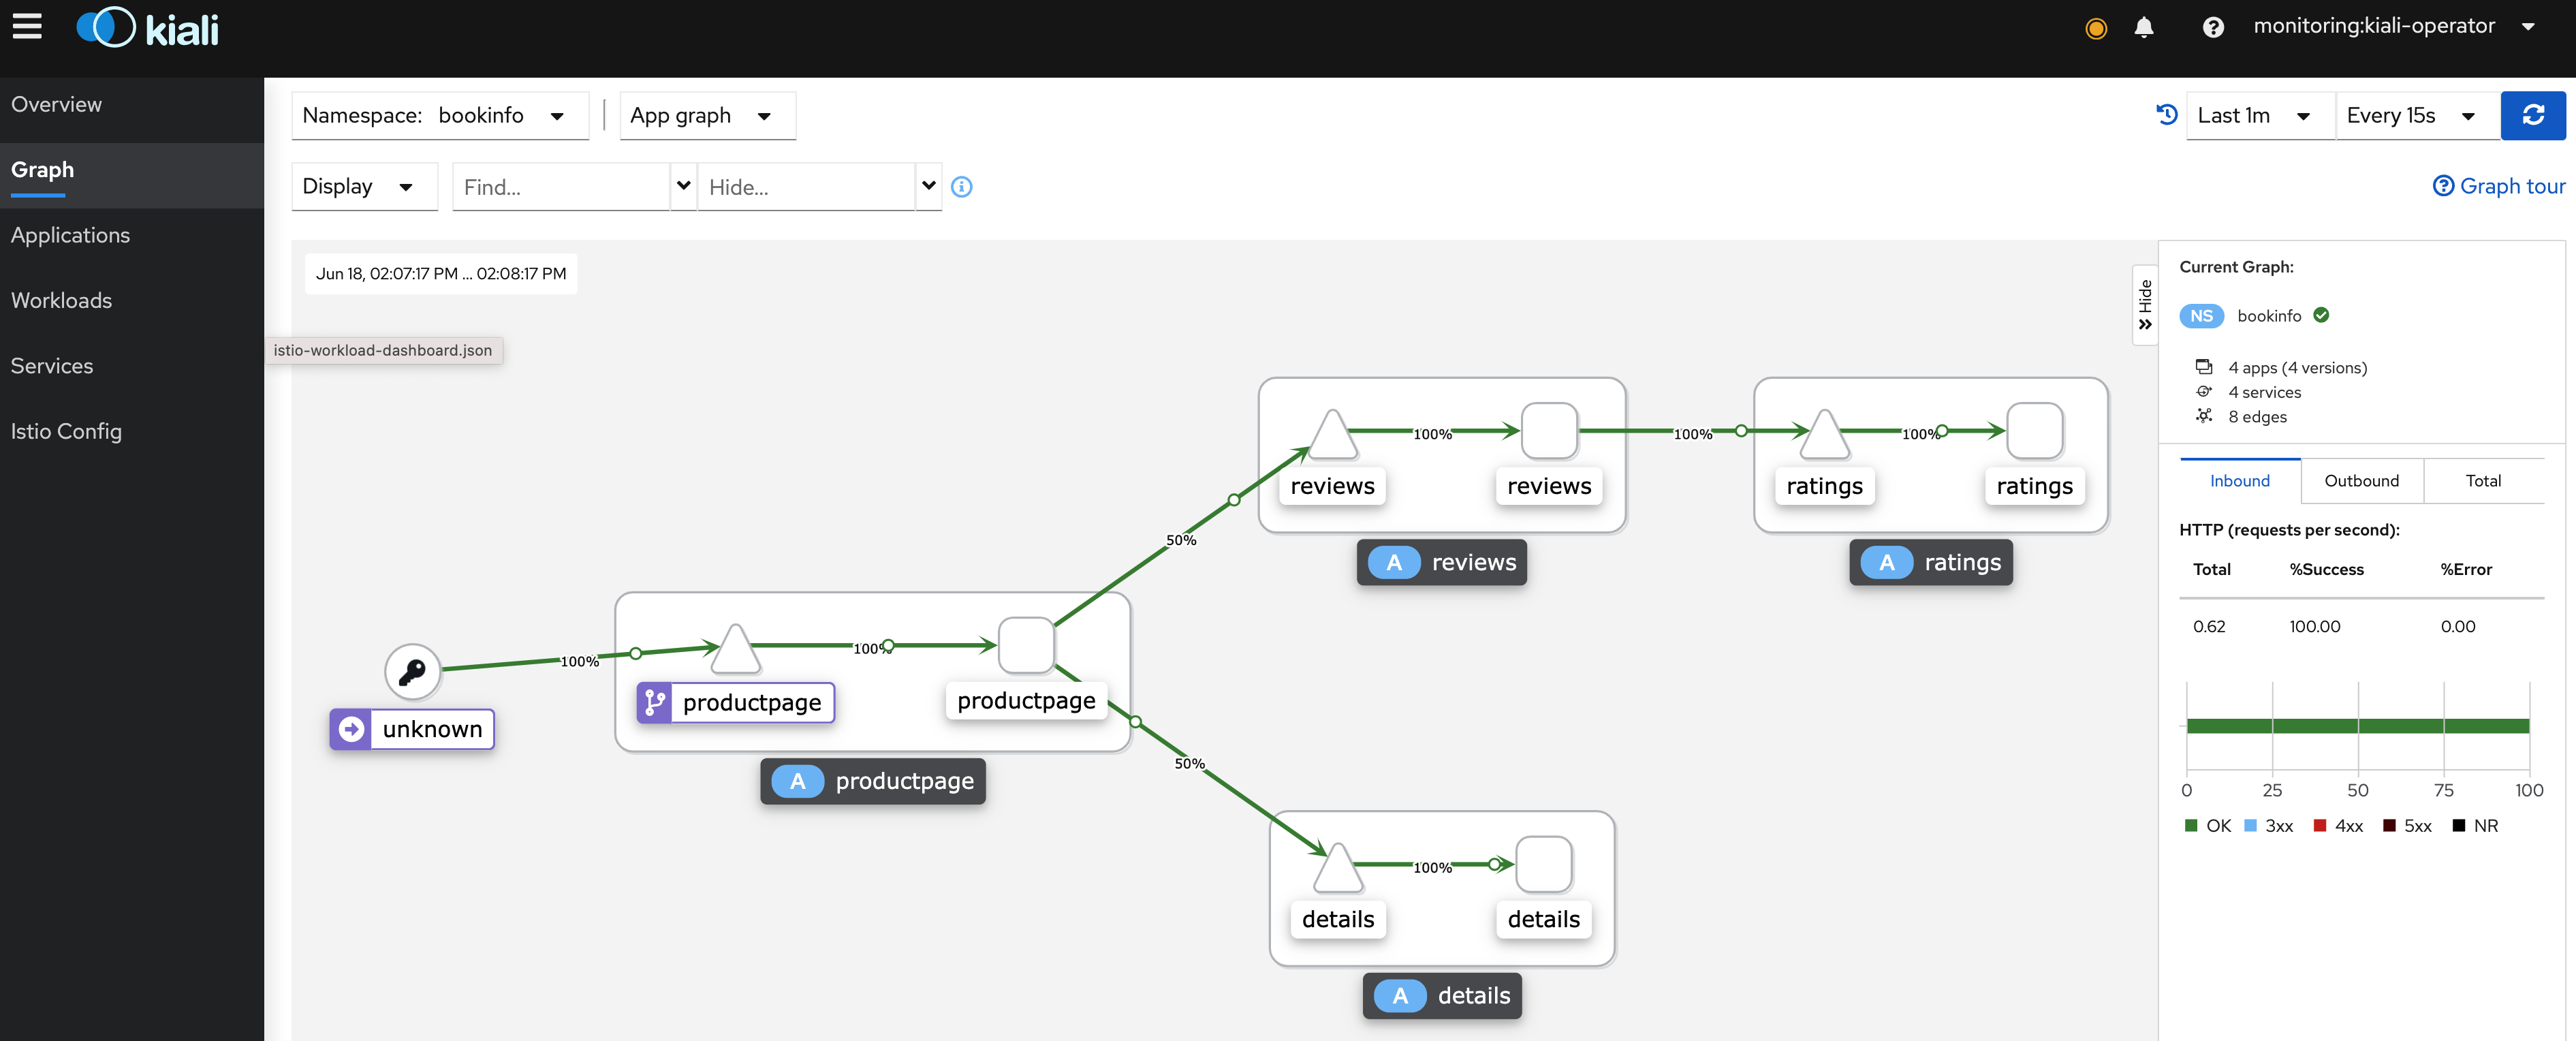 kiali
monitoring:kiali-operator
Overview
Graph
Applications
Workloads
Services
Istio Config
Namespace: bookinfo
App graph
Last 1m
Every 15s
Display
Find...
Hide...
Graph tour
Jun 18, 02:07:17 PM ... 02:08:17 PM
istio-workload-dashboard.json
100%
100%
100%
reviews
reviews
ratings
ratings
A reviews
A ratings
50%
100%
100%
productpage
productpage
unknown
A productpage
50%
100%
details
details
A details
Hide
Current Graph:
NS bookinfo
4 apps (4 versions)
4 services
8 edges
Inbound
Outbound
Total
HTTP (requests per second):
Total %Success %Error
0.62 100.00 0.00
0 25 50 75 100
OK 3xx 4xx 5xx NR